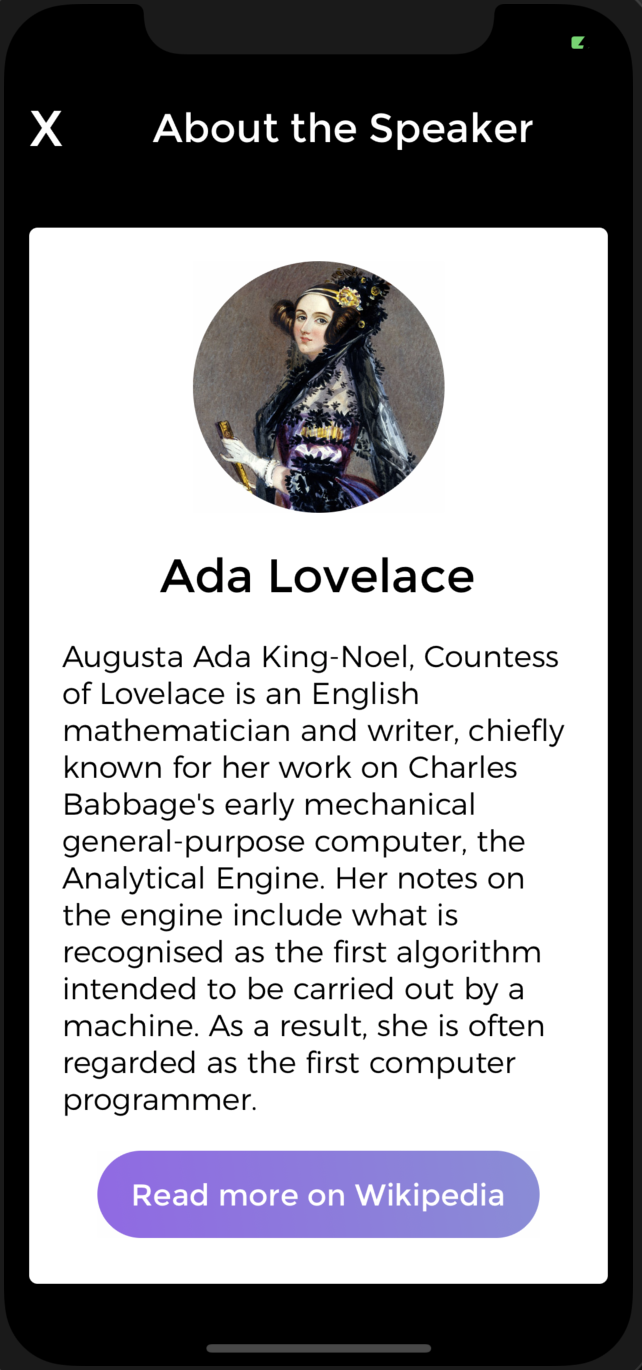 X About the Speaker
Ada Lovelace
Augusta Ada King-Noel, Countess
of Lovelace is an English
mathematician and writer, chiefly
known for her work on Charles
Babbage's early mechanical
general-purpose computer, the
Analytical Engine. Her notes on
the engine include what is
recognised as the first algorithm
intended to be carried out by a
machine. As a result, she is often
regarded as the first computer
programmer.
Read more on Wikipedia